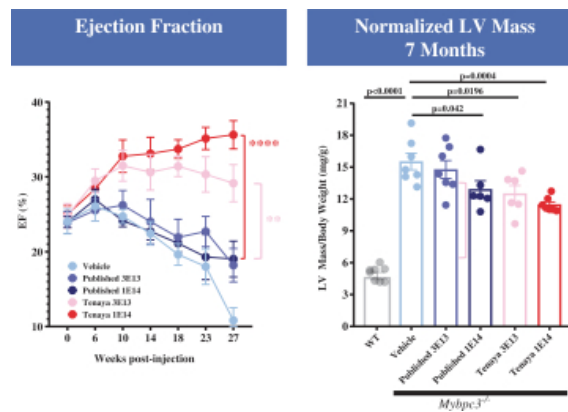 Ejection Fraction
40
30
20
10
EF (%)
****
**
Vehicle
Published 3E13
Published 1E14
Tenaya 3E13
Tenaya 1E14
0 6 10 14 18 23 27
Weeks post-injection
Normalized LV Mass
7 Months
p=0.0004
p<0.0001 p=0.0196
p=0.042
21
18
15
12
9
6
3
0
LV Mass/Body Weight (mg/g)
WT
Vehicle
Published 3E13
Published 1E14
Tenaya 3E13
Tenaya 1E14
Mybpc3-/-